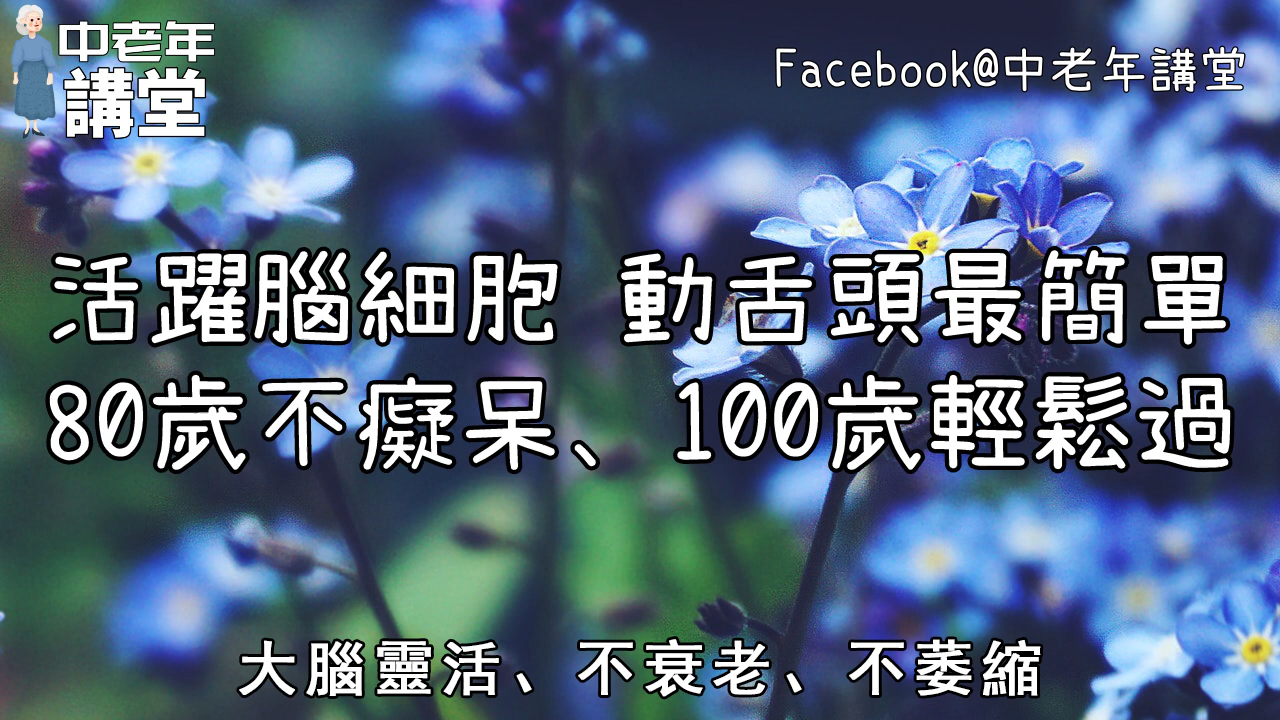 中老年
講堂
Facebook@中老年講堂
活躍腦細胞 動舌頭最簡單
80歲不癡呆、100歲輕鬆過
大腦靈活、不衰老、不萎縮